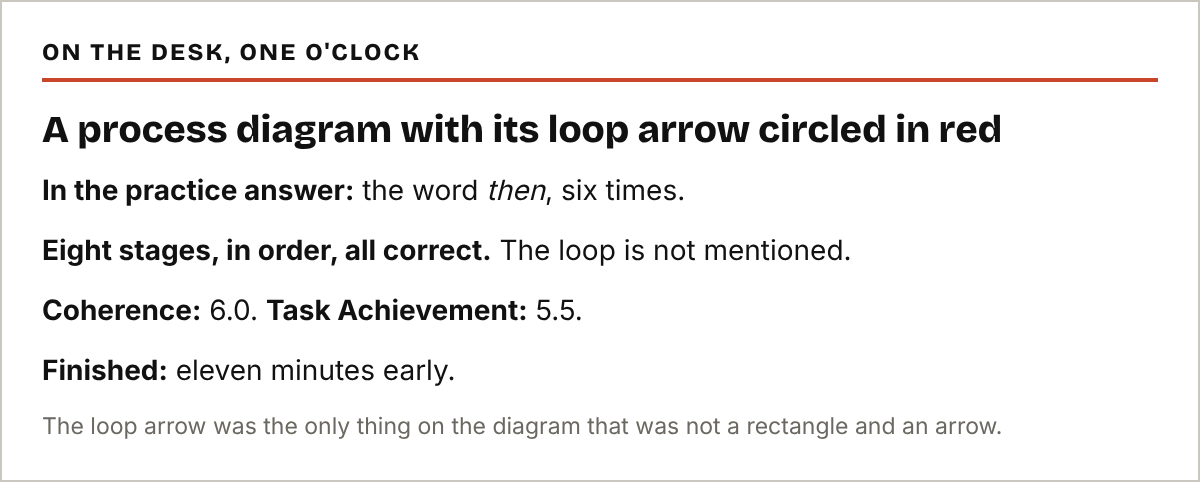 ON THE DESK, ONE O'CLOCK
A process diagram with its loop arrow circled in red
In the practice answer: the word then, six times.
Eight stages, in order, all correct. The loop is not mentioned.
Coherence: 6.0. Task Achievement: 5.5.
Finished: eleven minutes early.
The loop arrow was the only thing on the diagram that was not a rectangle and an arrow.